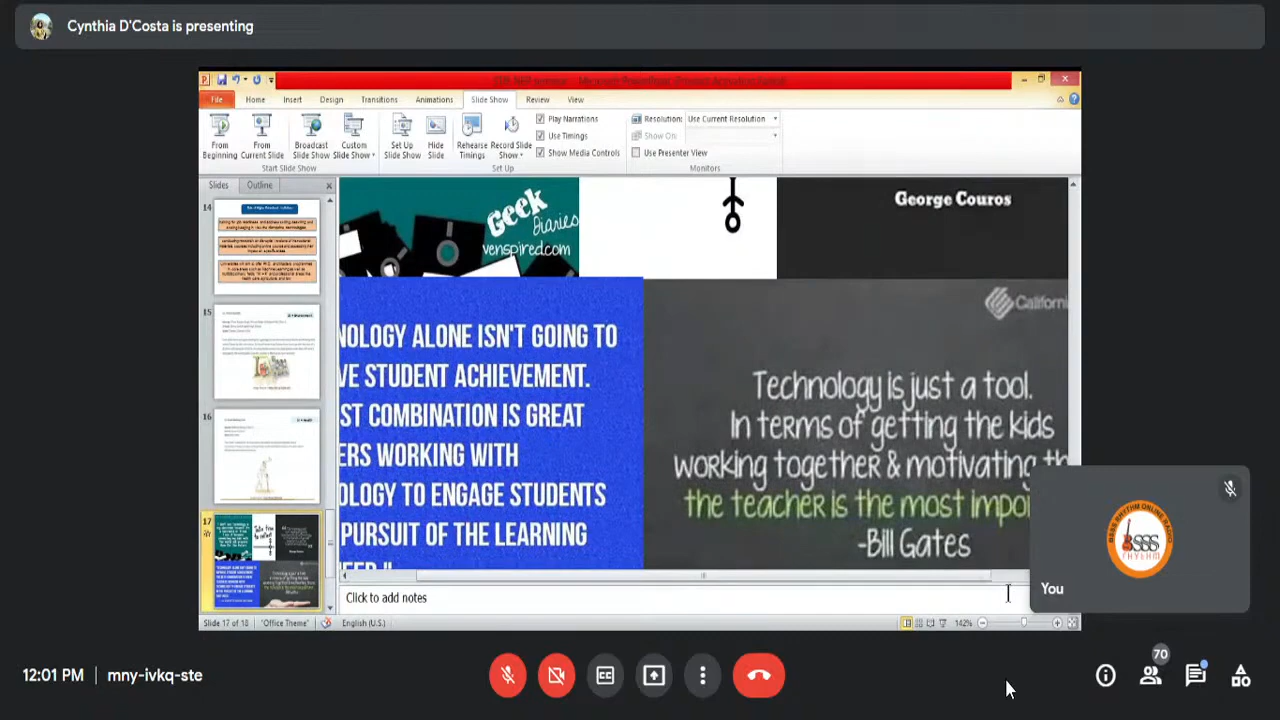 Cynthia D'Costa is presenting
File Home Insert Design Transitions Animations Slide Show Review View
From Beginning
From Current Slide
Broadcast Slide Show
Custom Slide Show
Set Up Slide Show
Hide Slide
Rehearse Timings
Record Slide Show
Play Narrations
Use Timings
Show Media Controls
Resolution: Use Current Resolution
Show On:
Use Presenter View
Start Slide Show
Set Up
Monitors
Slides Outline
14
15
16
17
Geek
Diaries
venspired.com
George Couros
NOLOGY ALONE ISN'T GOING TO
VE STUDENT ACHIEVEMENT.
ST COMBINATION IS GREAT
ERS WORKING WITH
OLOGY TO ENGAGE STUDENTS
PURSUIT OF THE LEARNING
Californi
Technology is just a tool.
In terms of getting the kids
working together & motivating th
the teacher is the most impo
-Bill Gates
Click to add notes
Slide 17 of 18 "Office Theme" English (U.S.) 142%
SSS
RHYTHM
You
12:01 PM mny-ivkq-ste
70